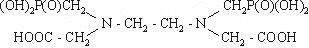 (OH)₂P(O)CH₂ CH₂P(O)(OH)₂
N-CH₂-CH₂-N
HOOC-CH₂ CH₂-COOH